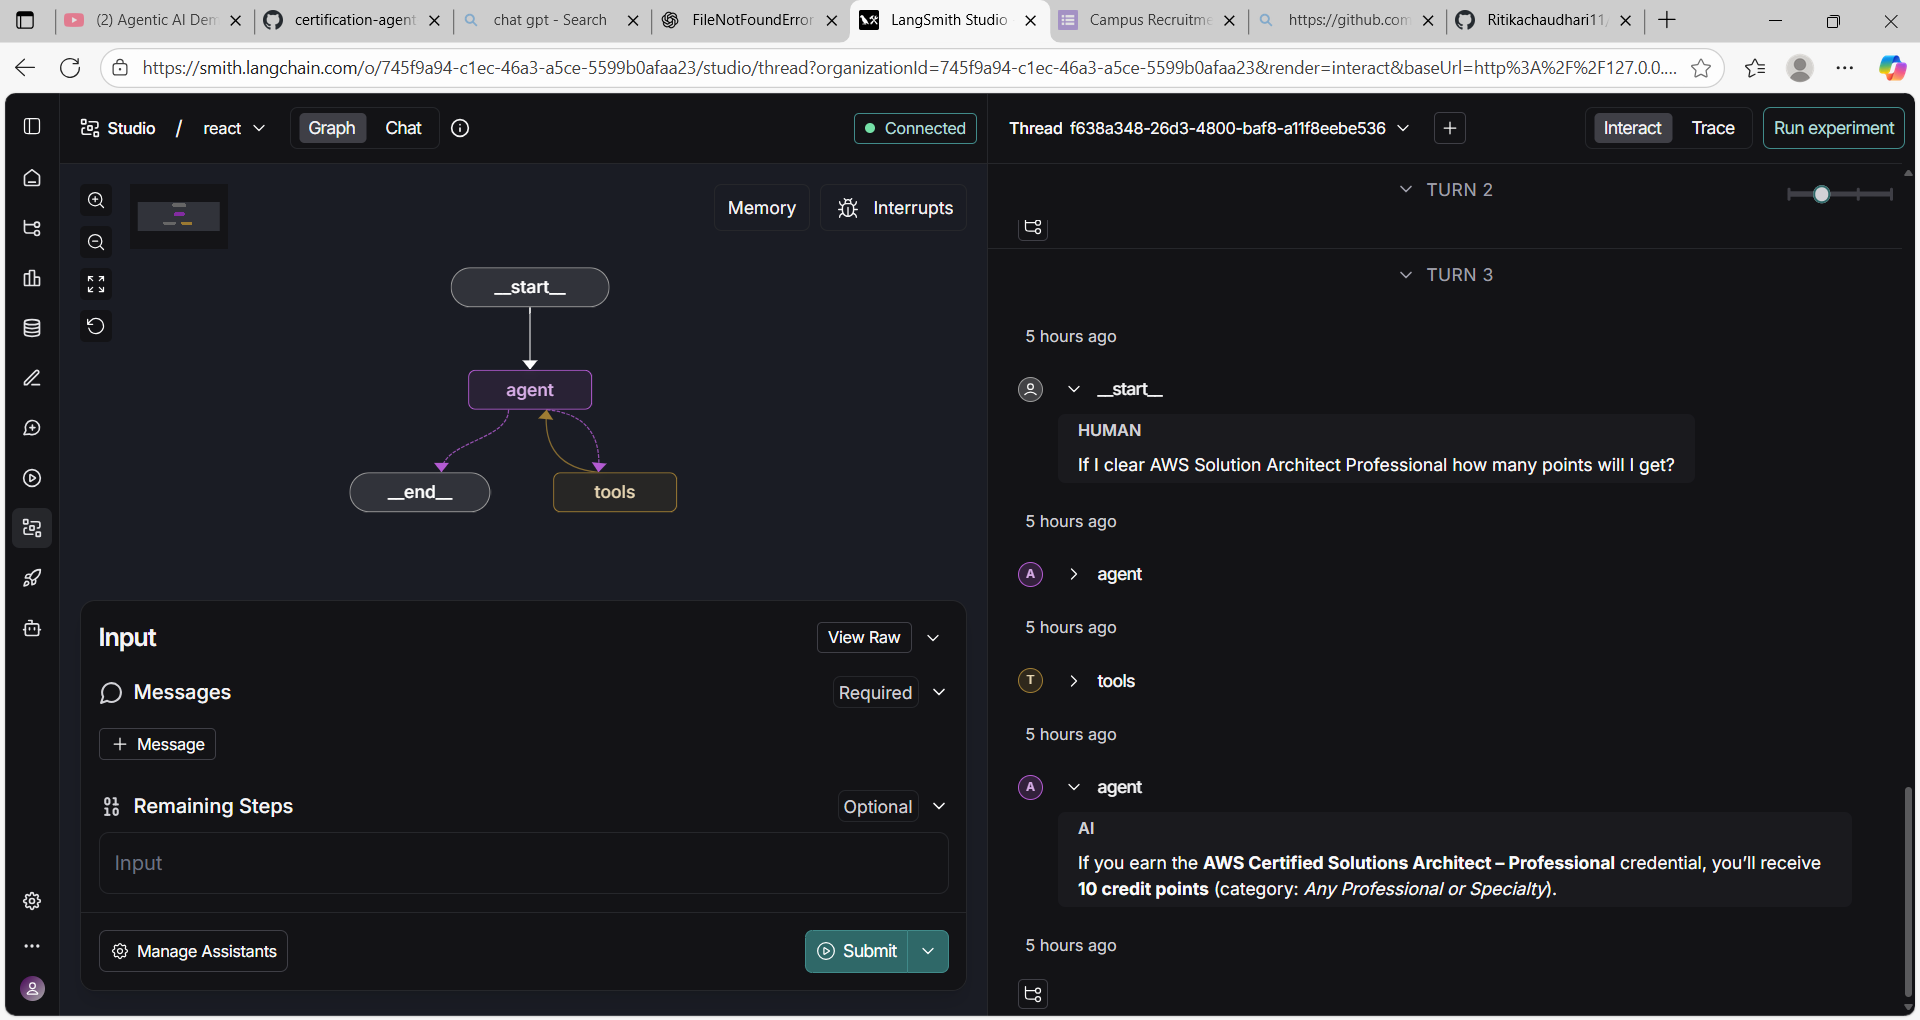 (2) Agentic AI Den
certification-agent
chat gpt - Search
FileNotFoundError
LangSmith Studio
Campus Recruitme
https://github.com
Ritikachaudhari11/
https://smith.langchain.com/o/745f9a94-c1ec-46a3-a5ce-5599b0afaa23/studio/thread?organizationId=745f9a94-c1ec-46a3-a5ce-5599b0afaa23&render=interact&baseUrl=http%3A%2F%2F127.0.0....
Studio / react
Graph Chat
Connected
Thread f638a348-26d3-4800-baf8-a11f8eebe536
Interact Trace
Run experiment
Memory
Interrupts
__start__
agent
__end__
tools
Input
View Raw
Messages
Required
+ Message
Remaining Steps
Optional
Input
Manage Assistants
Submit
TURN 2
TURN 3
5 hours ago
__start__
HUMAN
If I clear AWS Solution Architect Professional how many points will I get?
5 hours ago
A agent
5 hours ago
T tools
5 hours ago
A agent
AI
If you earn the AWS Certified Solutions Architect – Professional credential, you’ll receive
10 credit points (category: Any Professional or Specialty).
5 hours ago